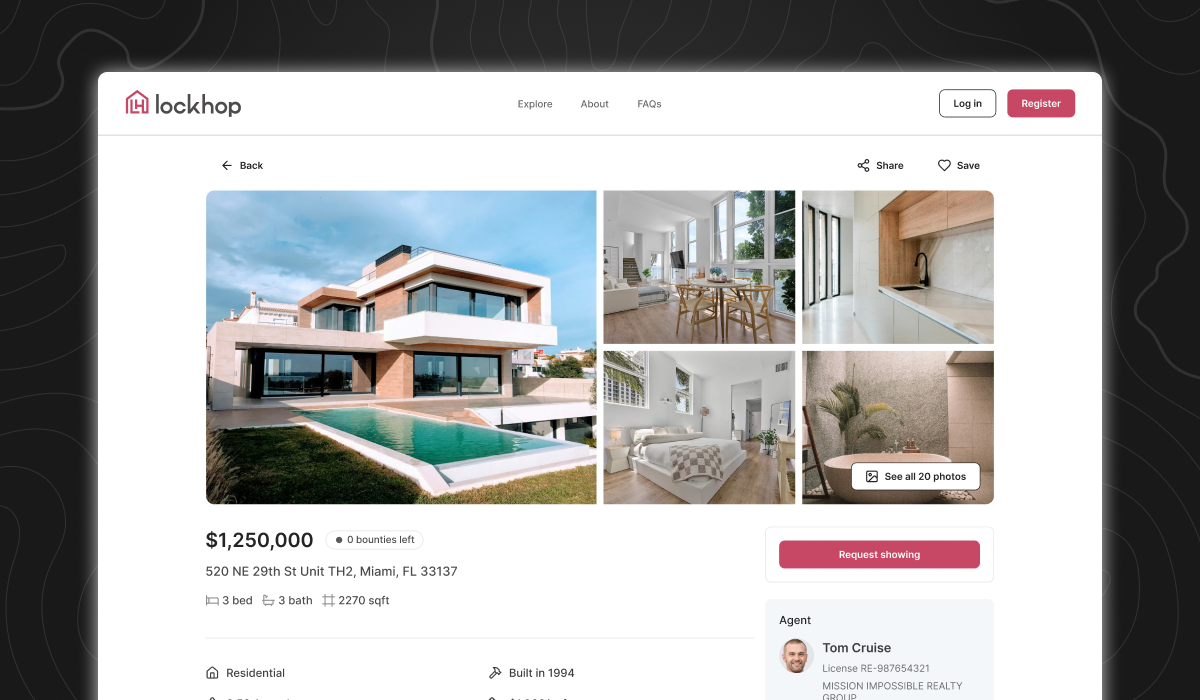 lockhop
Explore
About
FAQs
Log in
Register
Back
Share
Save
See all 20 photos
$1,250,000
0 bounties left
520 NE 29th St Unit TH2, Miami, FL 33137
3 bed 3 bath 2270 sqft
Request showing
Agent
Tom Cruise
License RE-987654321
MISSION IMPOSSIBLE REALTY
GROUP
Residential
Built in 1994